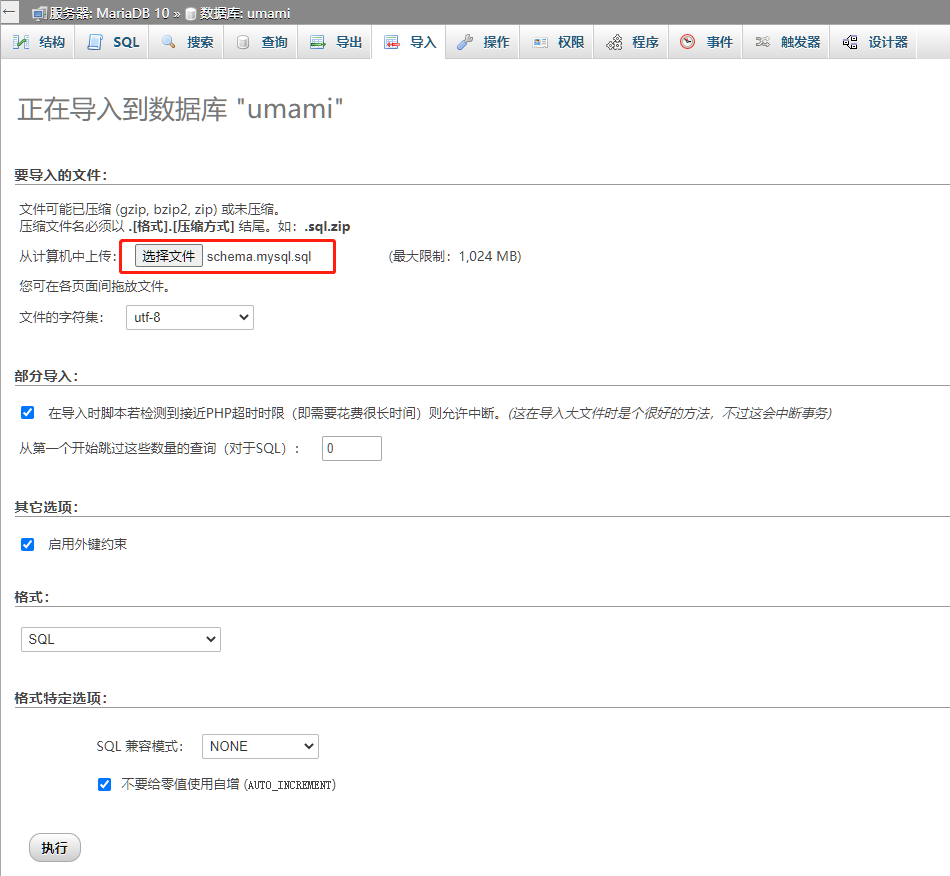 服务器: MariaDB 10 » 数据库: umami
结构 SQL 搜索 查询 导出 导入 操作 权限 程序 事件 触发器 设计器
正在导入到数据库 "umami"
要导入的文件：
文件可能已压缩 (gzip, bzip2, zip) 或未压缩。
压缩文件名必须以 .[格式].[压缩方式] 结尾。如：.sql.zip
从计算机中上传： 选择文件 schema.mysql.sql (最大限制：1,024 MB)
您可在各页面间拖放文件。
文件的字符集： utf-8
部分导入：
在导入时脚本若检测到接近PHP超时时限（即需要花费很长时间）则允许中断。(这在导入大文件时是个很好的方法，不过这会中断事务)
从第一个开始跳过这些数量的查询（对于SQL）： 0
其它选项：
启用外键约束
格式：
SQL
格式特定选项：
SQL 兼容模式： NONE
不要给零值使用自增 (AUTO_INCREMENT)
执行